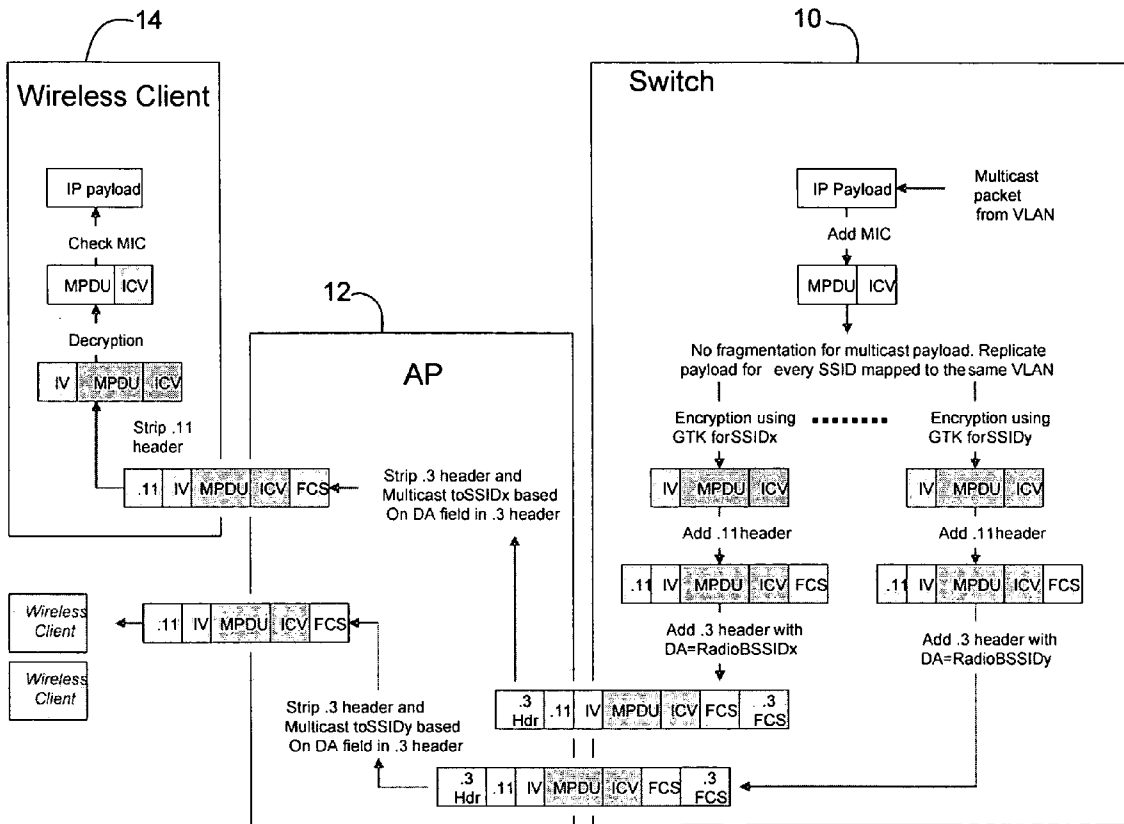 14
10
Wireless Client
Switch
IP payload
Check MIC
MPDU ICV
Decryption
IV MPDU ICV
Strip .11
header
.11 IV MPDU ICV FCS
Wireless
Client
Wireless
Client
12
AP
Strip .3 header and
Multicast toSSIDx based
On DA field in .3 header
.11 IV MPDU ICV FCS
Strip .3 header and
Multicast toSSIDy based
On DA field in .3 header
IP Payload
Multicast
packet
from VLAN
Add MIC
MPDU ICV
No fragmentation for multicast payload. Replicate
payload for every SSID mapped to the same VLAN
Encryption using
GTK forSSIDx
Encryption using
GTK forSSIDy
IV MPDU ICV
IV MPDU ICV
Add .11header
Add .11header
.11 IV MPDU ICV FCS
.11 IV MPDU ICV FCS
Add .3 header with
DA=RadioBSSIDx
Add .3 header with
DA=RadioBSSIDy
.3 Hdr .11 IV MPDU ICV FCS .3 FCS
.3 Hdr .11 IV MPDU ICV FCS .3 FCS